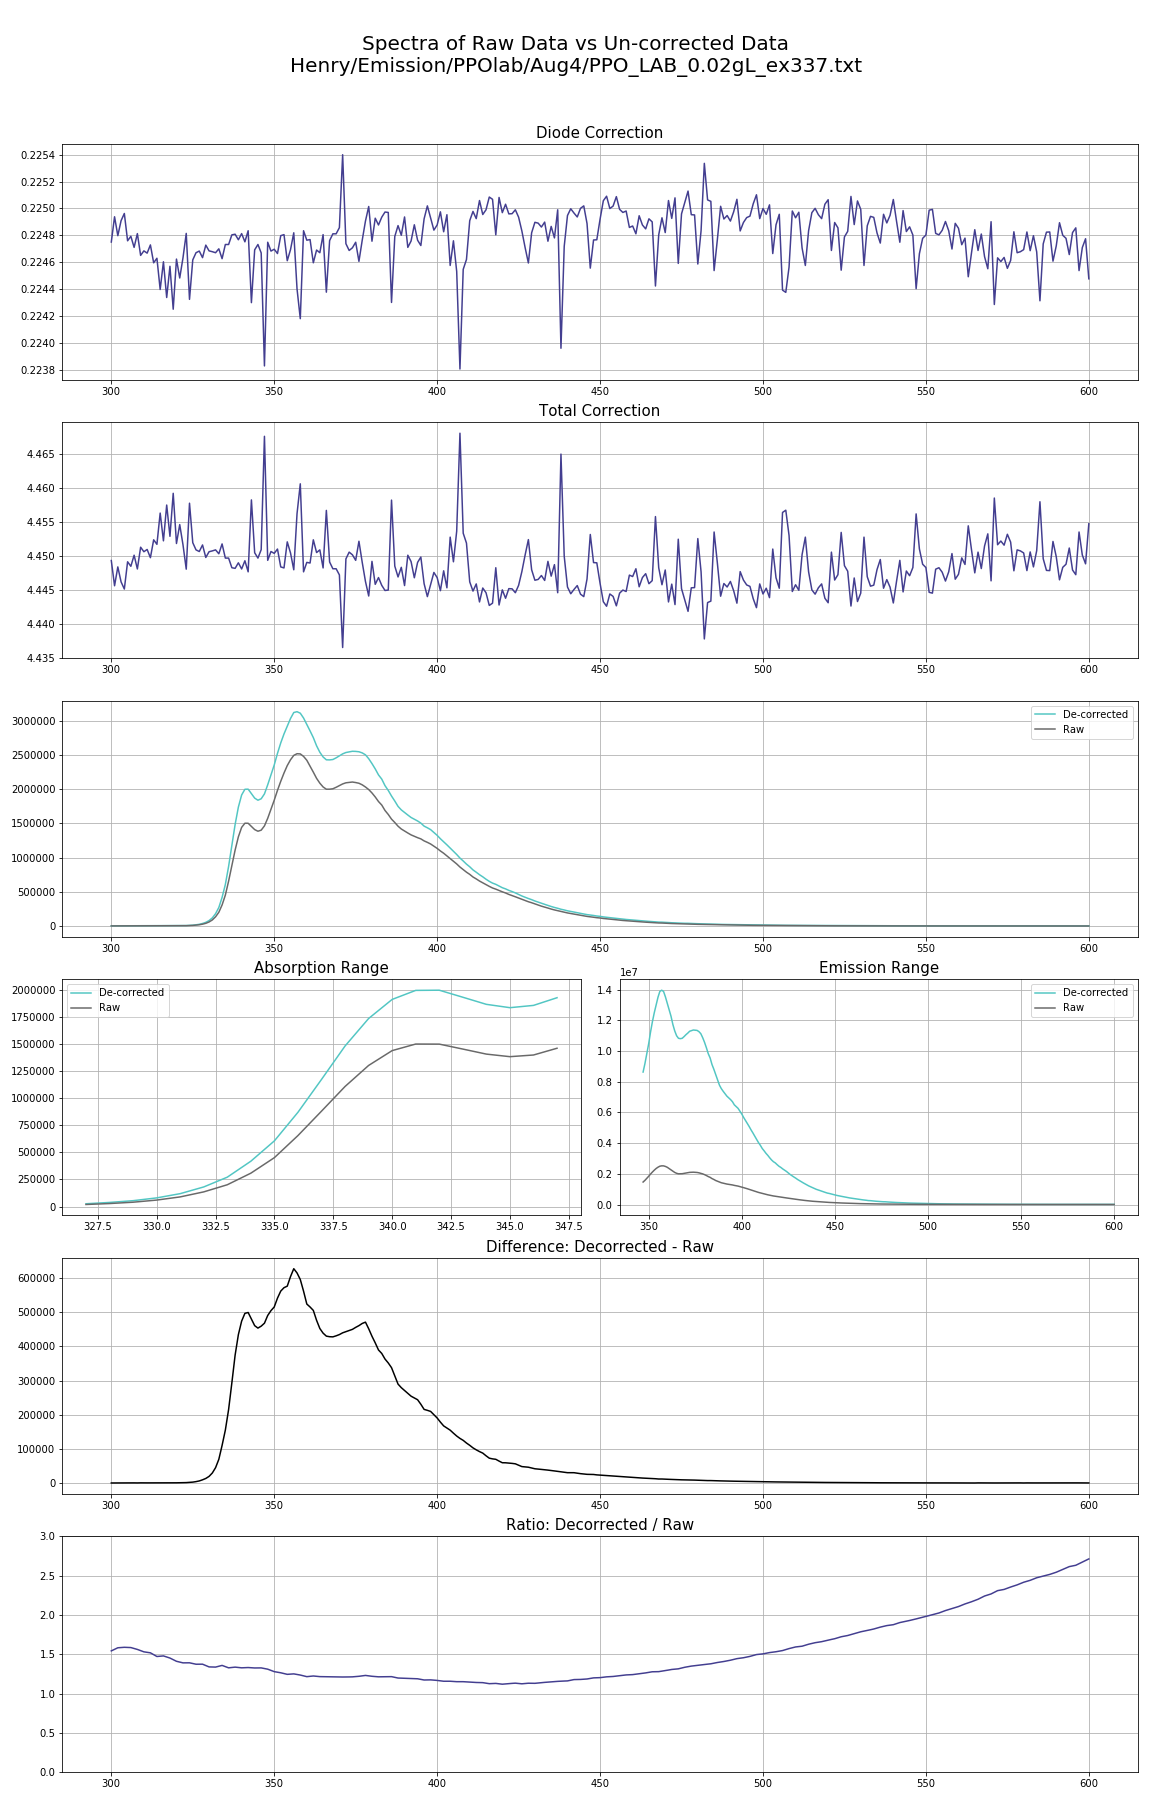 Spectra of Raw Data vs Un-corrected Data
Henry/Emission/PPOlab/Aug4/PPO_LAB_0.02gL_ex337.txt
Diode Correction
0.2254
0.2252
0.2250
0.2248
0.2246
0.2244
0.2242
0.2240
0.2238
300 350 400 450 500 550 600
Total Correction
4.465
4.460
4.455
4.450
4.445
4.440
4.435
300 350 400 450 500 550 600
De-corrected
Raw
3000000
2500000
2000000
1500000
1000000
500000
0
300 350 400 450 500 550 600
Absorption Range
De-corrected
Raw
2000000
1750000
1500000
1250000
1000000
750000
500000
250000
0
327.5 330.0 332.5 335.0 337.5 340.0 342.5 345.0 347.5
Emission Range
1e7
De-corrected
Raw
1.4
1.2
1.0
0.8
0.6
0.4
0.2
0.0
350 400 450 500 550 600
Difference: Decorrected - Raw
600000
500000
400000
300000
200000
100000
0
300 350 400 450 500 550 600
Ratio: Decorrected / Raw
3.0
2.5
2.0
1.5
1.0
0.5
0.0
300 350 400 450 500 550 600